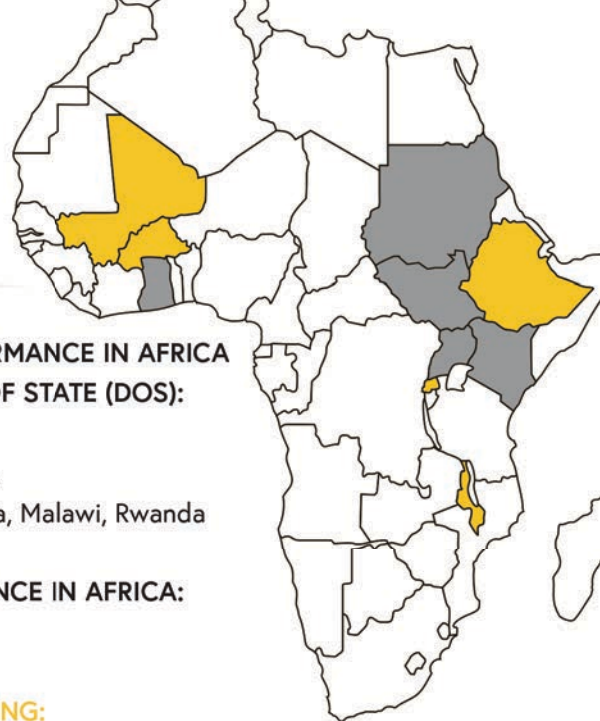 RMANCE IN AFRICA
F STATE (DOS):
a, Malawi, Rwanda
NCE IN AFRICA:
NG: